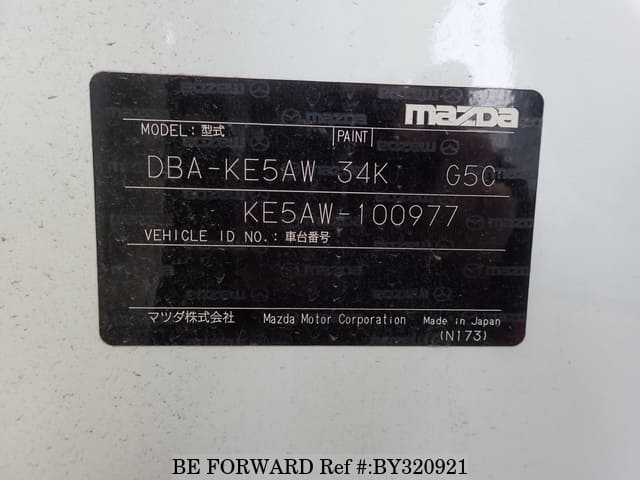 mazda
MODEL: 型式 PAINT
DBA-KE5AW 34K G50
KE5AW-100977
VEHICLE ID NO.: 車台番号
マツダ株式会社 Mazda Motor Corporation Made in Japan
(N173)
BE FORWARD Ref #:BY320921